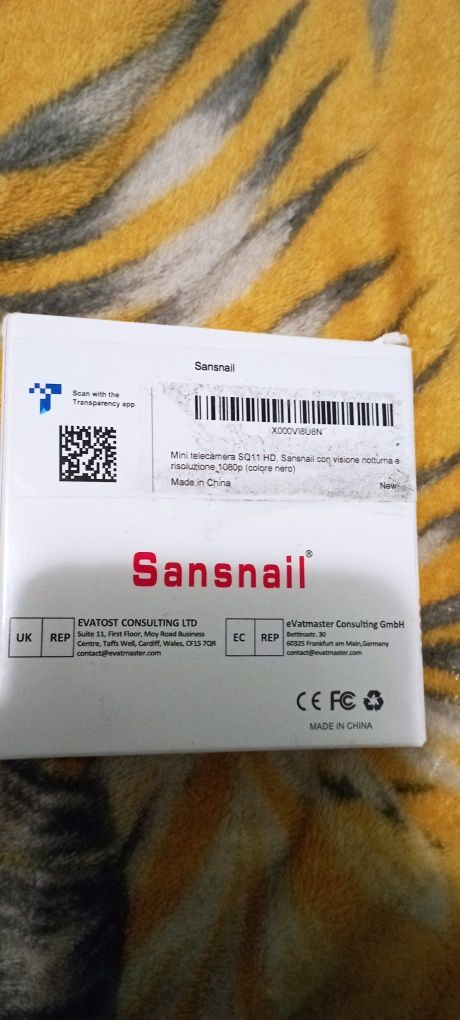 Sansnail
Scan with the
Transparency app
X000VI8U8N
Mini telecamera SQ11 HD, Sansnail con visione notturna e
risoluzione 1080p (colore nero)
Made in China
New
Sansnail®
UK REP
EVATOST CONSULTING LTD
Suite 11, First Floor, Moy Road Business
Centre, Taffs Well, Cardiff, Wales, CF15 7QR
contact@evatmaster.com
EC REP
eVatmaster Consulting GmbH
Bettinastr. 30
60325 Frankfurt am Main,Germany
contact@evatmaster.com
CE FC
MADE IN CHINA